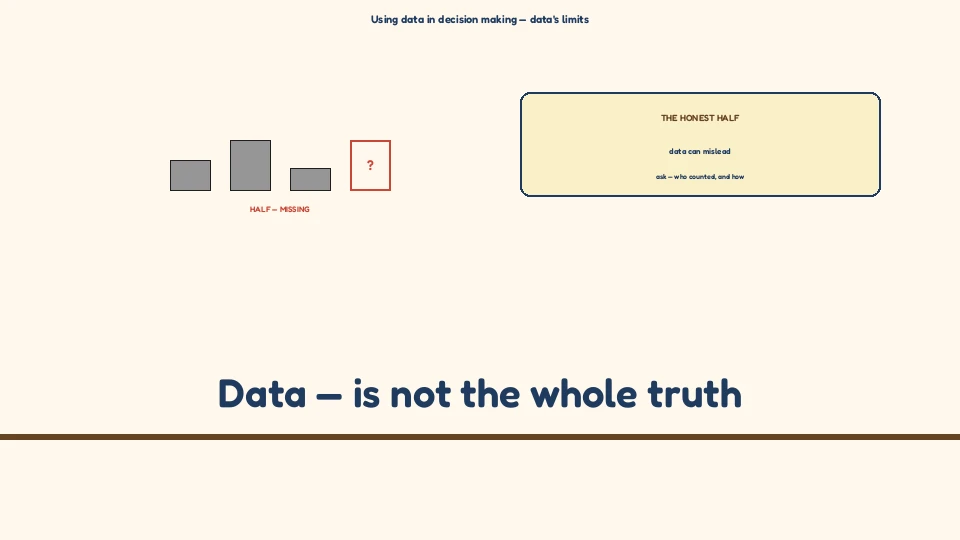 Using data in decision making — data's limits
THE HONEST HALF
data can mislead
ask — who counted, and how
?
HALF — MISSING
Data — is not the whole truth